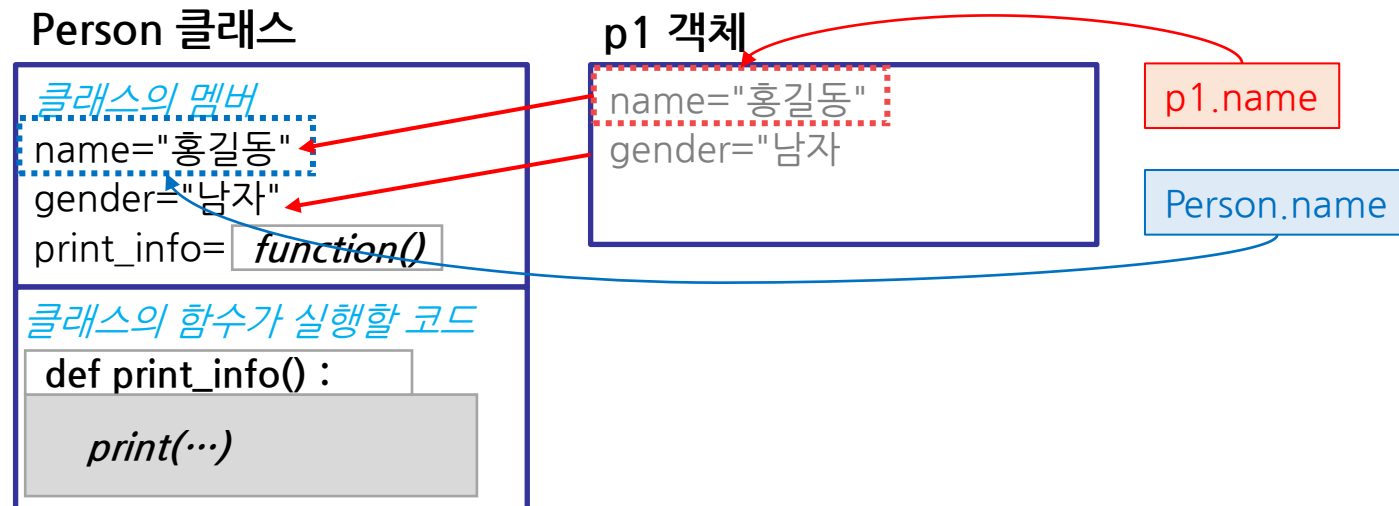 Person 클래스
클래스의 멤버
name="홍길동"
gender="남자"
print_info= function()
클래스의 함수가 실행할 코드
def print_info() :
print(…)
p1 객체
name="홍길동"
gender="남자
p1.name
Person.name